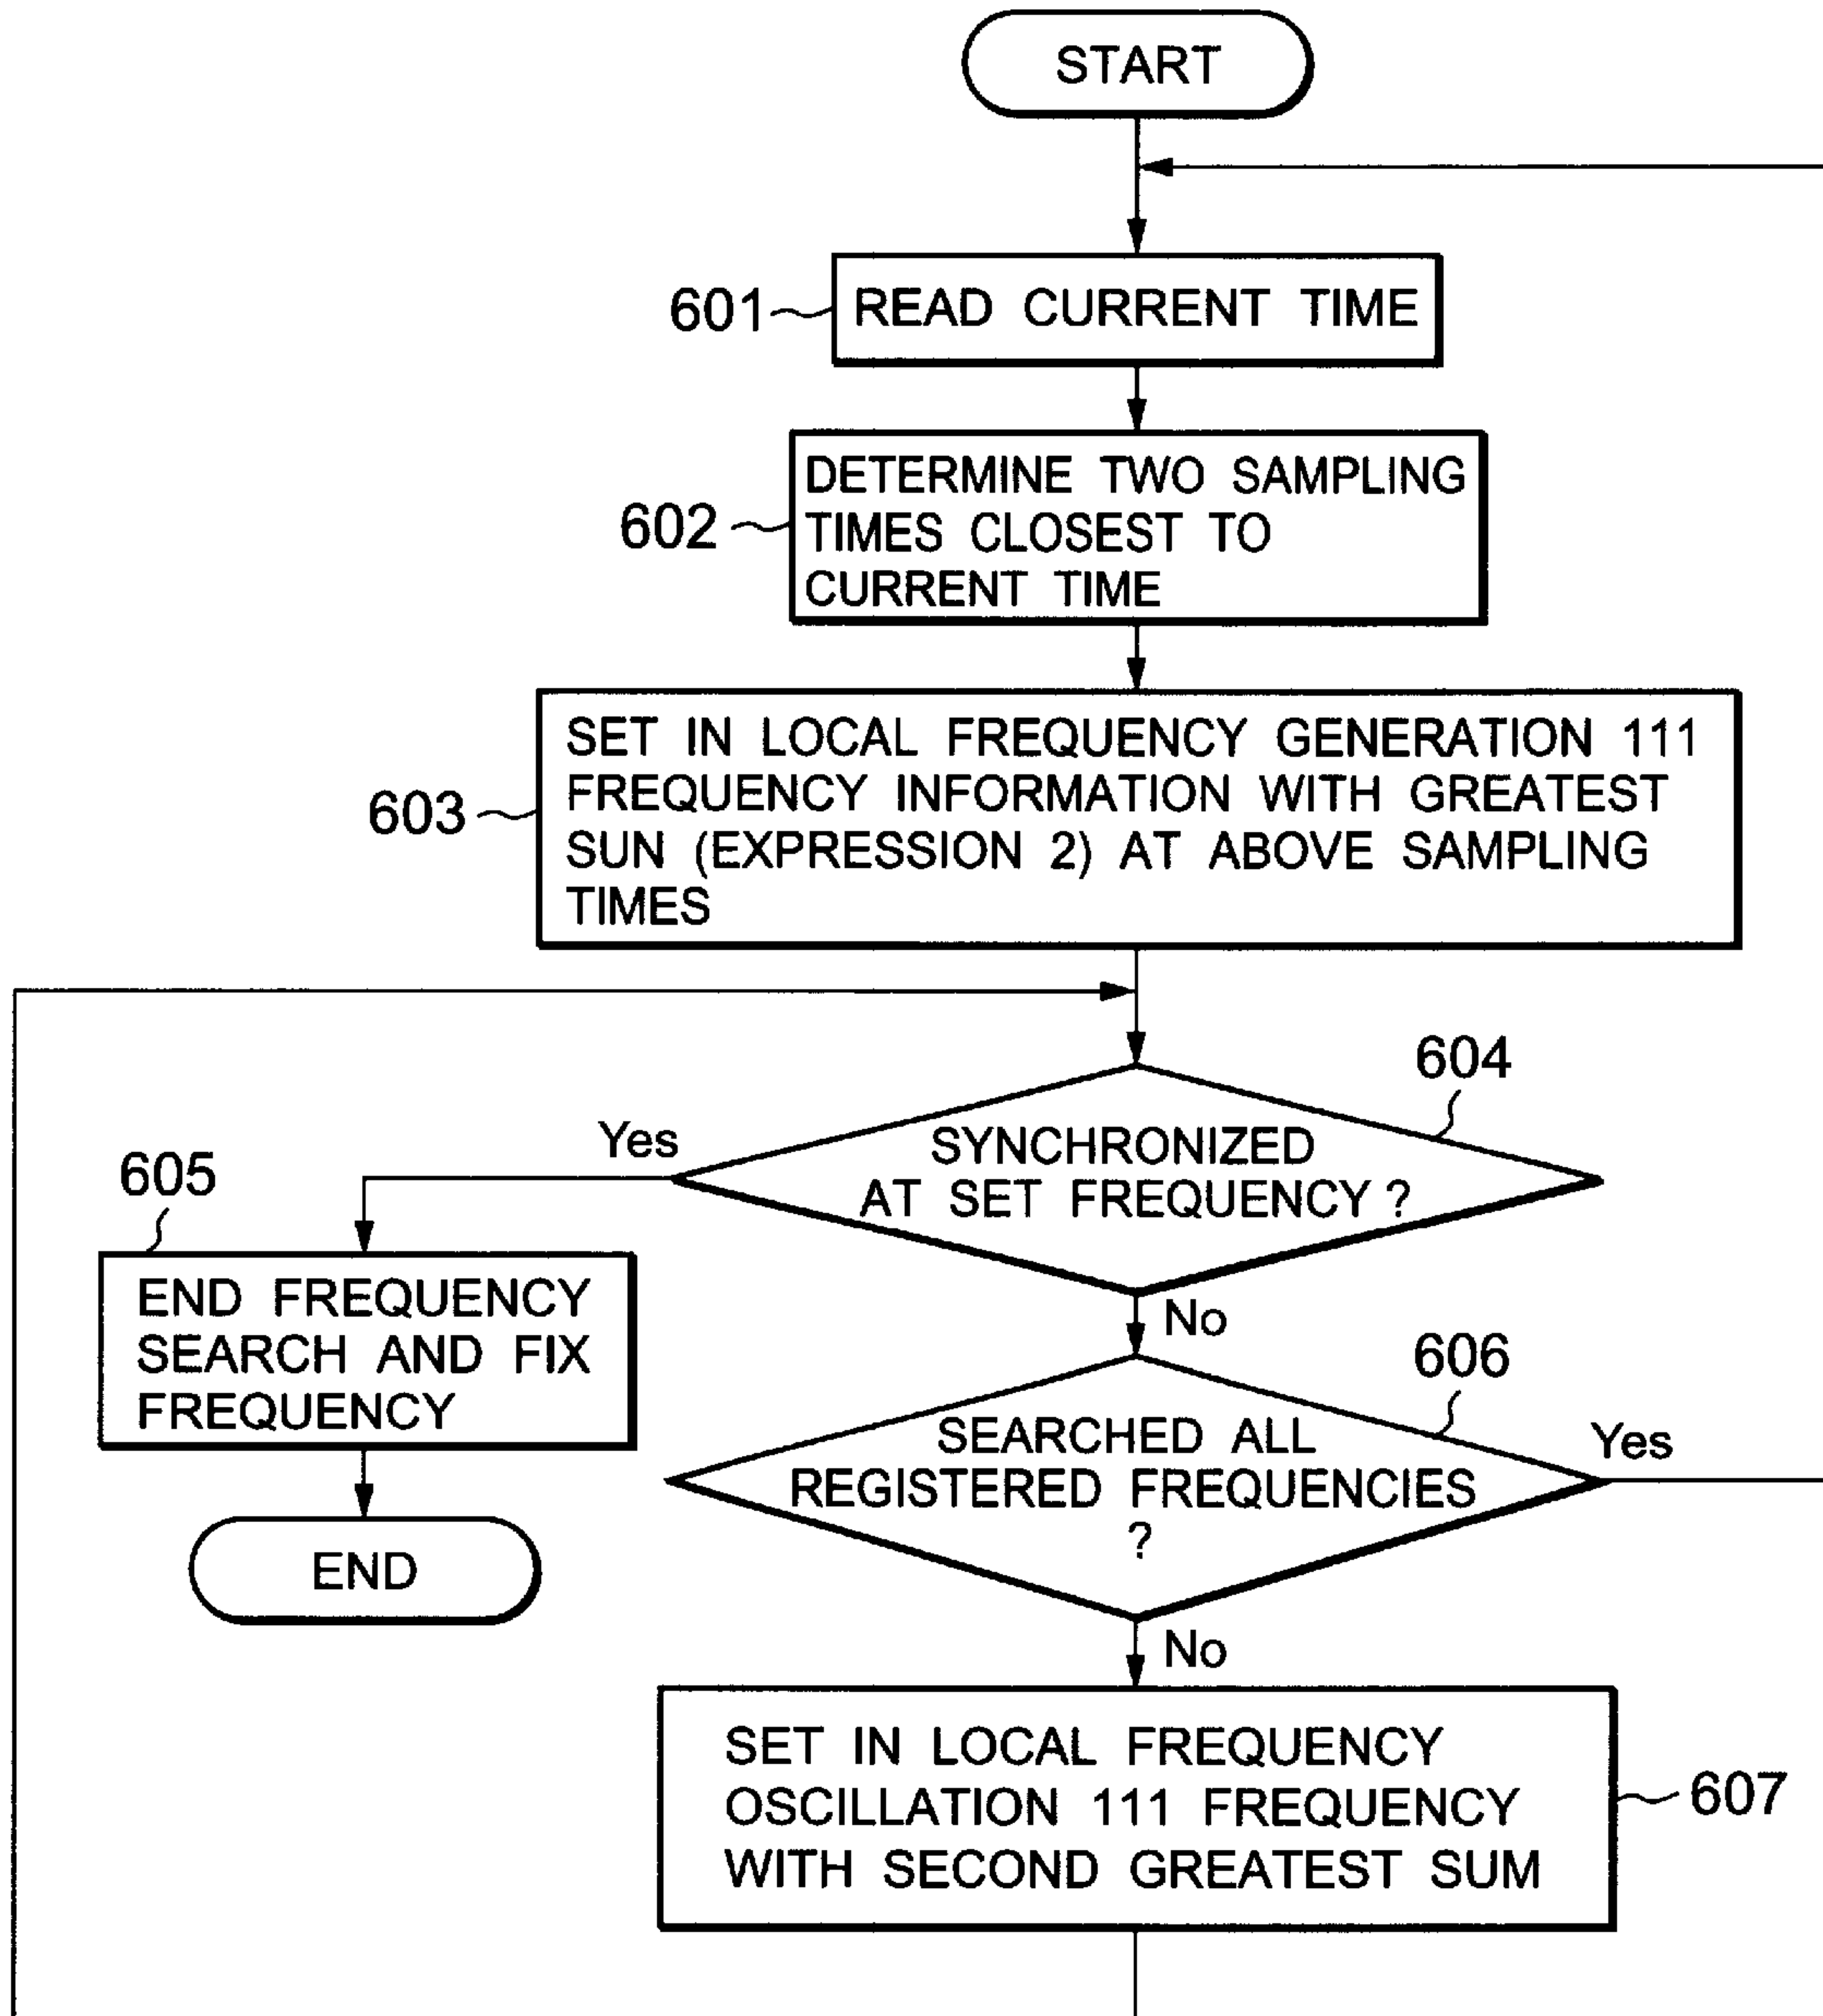 START
601
READ CURRENT TIME
602
DETERMINE TWO SAMPLING
TIMES CLOSEST TO
CURRENT TIME
603
SET IN LOCAL FREQUENCY GENERATION 111
FREQUENCY INFORMATION WITH GREATEST
SUN (EXPRESSION 2) AT ABOVE SAMPLING
TIMES
604
SYNCHRONIZED
AT SET FREQUENCY ?
Yes
605
END FREQUENCY
SEARCH AND FIX
FREQUENCY
END
No
606
SEARCHED ALL
REGISTERED FREQUENCIES
?
Yes
No
SET IN LOCAL FREQUENCY
OSCILLATION 111 FREQUENCY
WITH SECOND GREATEST SUM
607